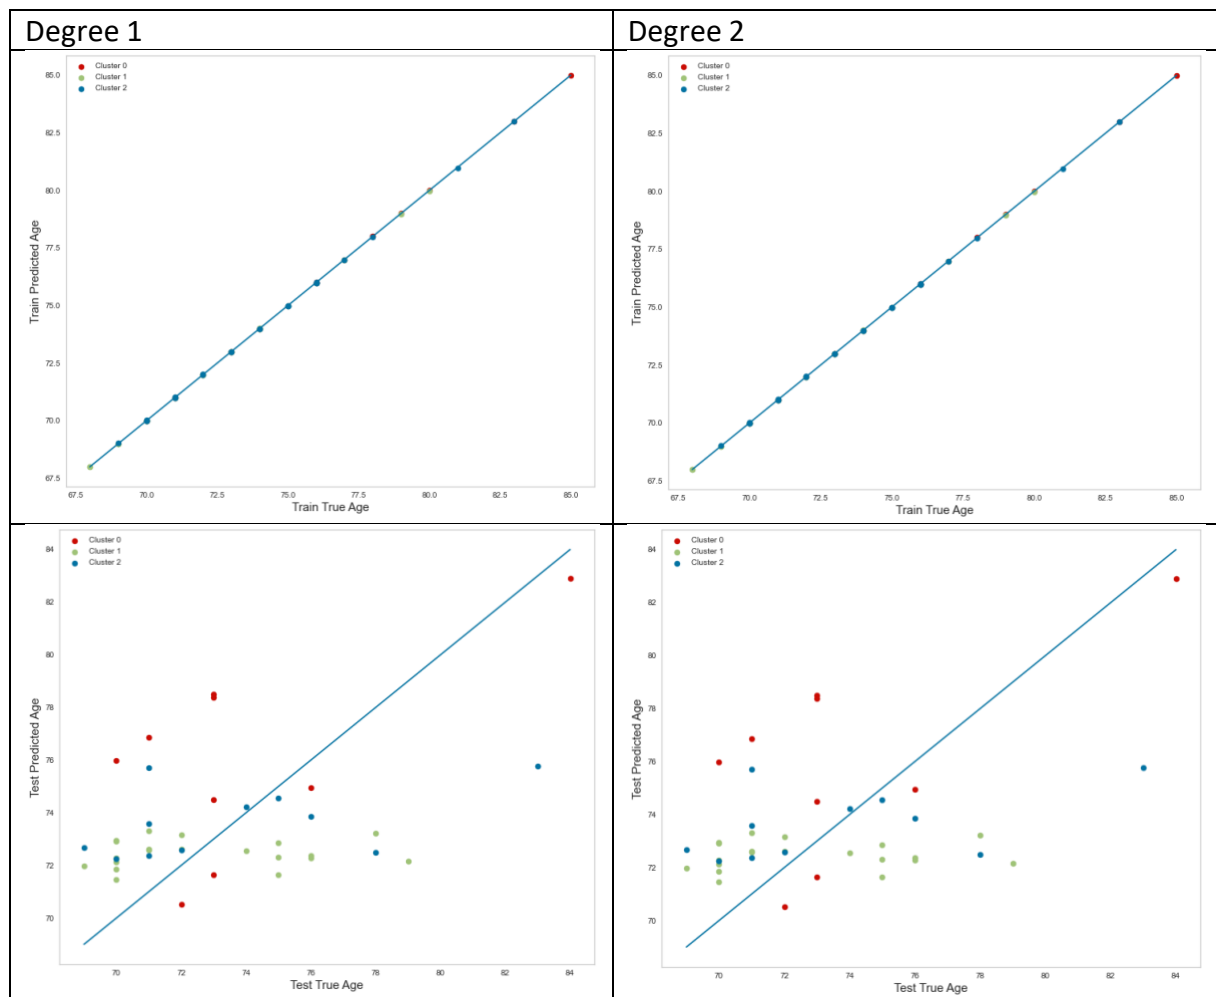 Degree 1
Degree 2
Cluster 0
Cluster 1
Cluster 2
85.0
82.5
80.0
77.5
75.0
72.5
70.0
67.5
Train Predicted Age
67.5 70.0 72.5 75.0 77.5 80.0 82.5 85.0
Train True Age
Cluster 0
Cluster 1
Cluster 2
85.0
82.5
80.0
77.5
75.0
72.5
70.0
67.5
Train Predicted Age
67.5 70.0 72.5 75.0 77.5 80.0 82.5 85.0
Train True Age
Cluster 0
Cluster 1
Cluster 2
84
82
80
78
76
74
72
70
Test Predicted Age
70 72 74 76 78 80 82 84
Test True Age
Cluster 0
Cluster 1
Cluster 2
84
82
80
78
76
74
72
70
Test Predicted Age
70 72 74 76 78 80 82 84
Test True Age